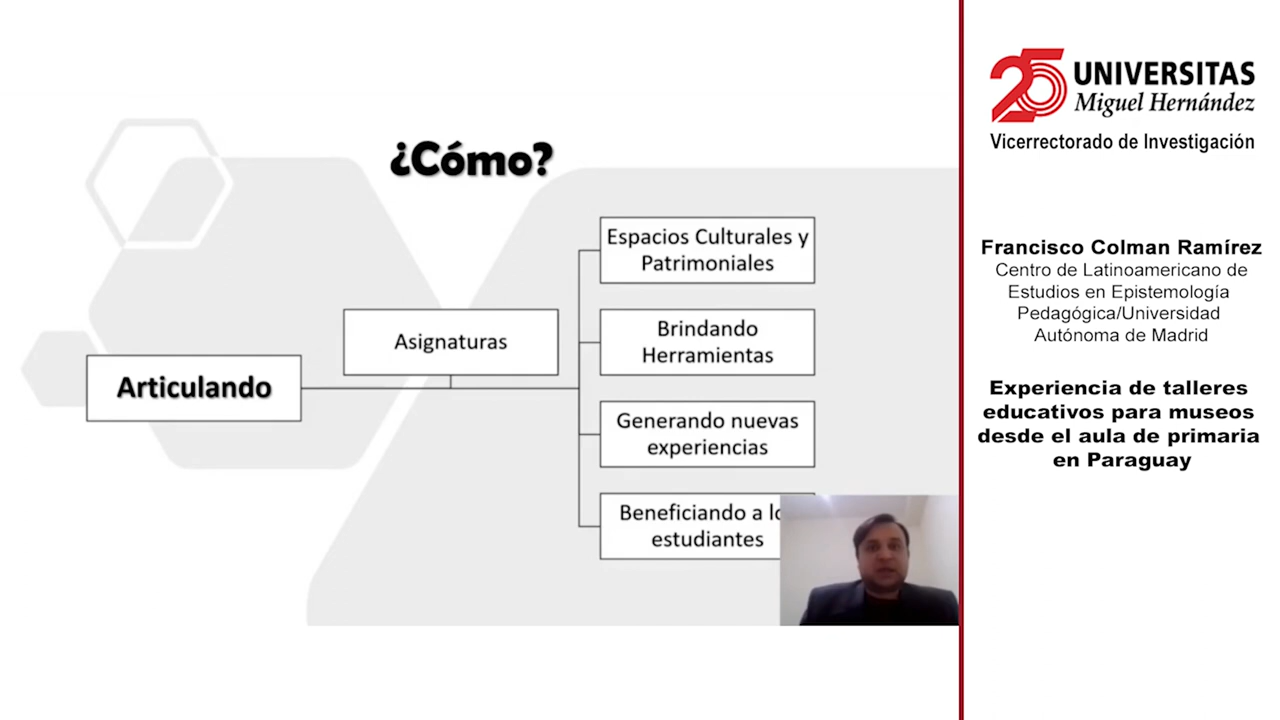 ¿Cómo?
Articulando
Asignaturas
Espacios Culturales y
Patrimoniales
Brindando
Herramientas
Generando nuevas
experiencias
Beneficiando a lo
estudiantes
25 UNIVERSITAS
Miguel Hernández
Vicerrectorado de Investigación
Francisco Colman Ramírez
Centro de Latinoamericano de
Estudios en Epistemología
Pedagógica/Universidad
Autónoma de Madrid
Experiencia de talleres
educativos para museos
desde el aula de primaria
en Paraguay